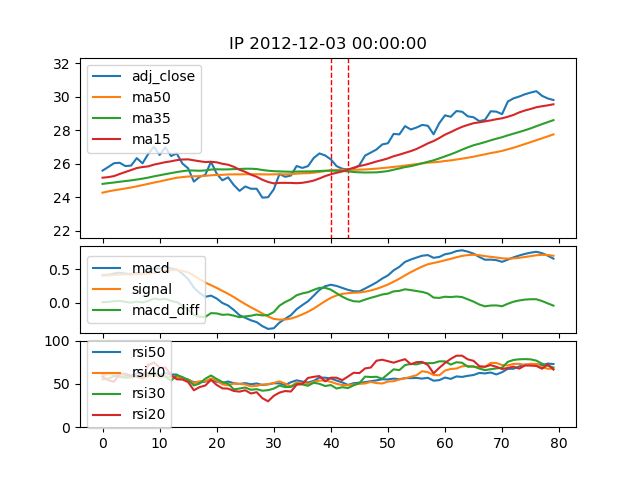 IP 2012-12-03 00:00:00
32
30
28
26
24
22
adj_close
ma50
ma35
ma15
0.5
0.0
macd
signal
macd_diff
100
50
0
rsi50
rsi40
rsi30
rsi20
0 10 20 30 40 50 60 70 80